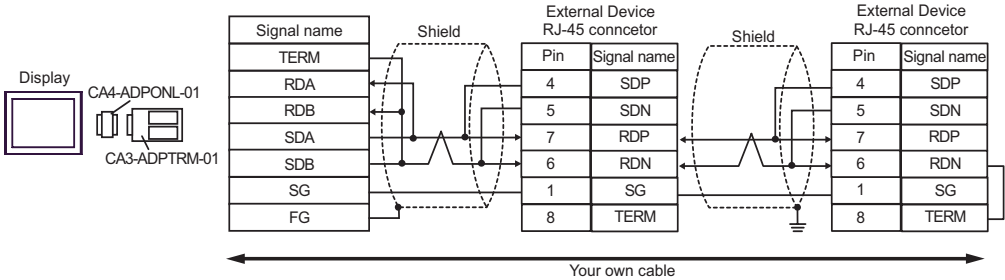 Display
CA4-ADPONL-01
CA3-ADPTRM-01
Signal name
TERM
RDA
RDB
SDA
SDB
SG
FG
Shield
External Device
RJ-45 conncetor
Pin Signal name
4 SDP
5 SDN
7 RDP
6 RDN
1 SG
8 TERM
Shield
External Device
RJ-45 conncetor
Pin Signal name
4 SDP
5 SDN
7 RDP
6 RDN
1 SG
8 TERM
Your own cable